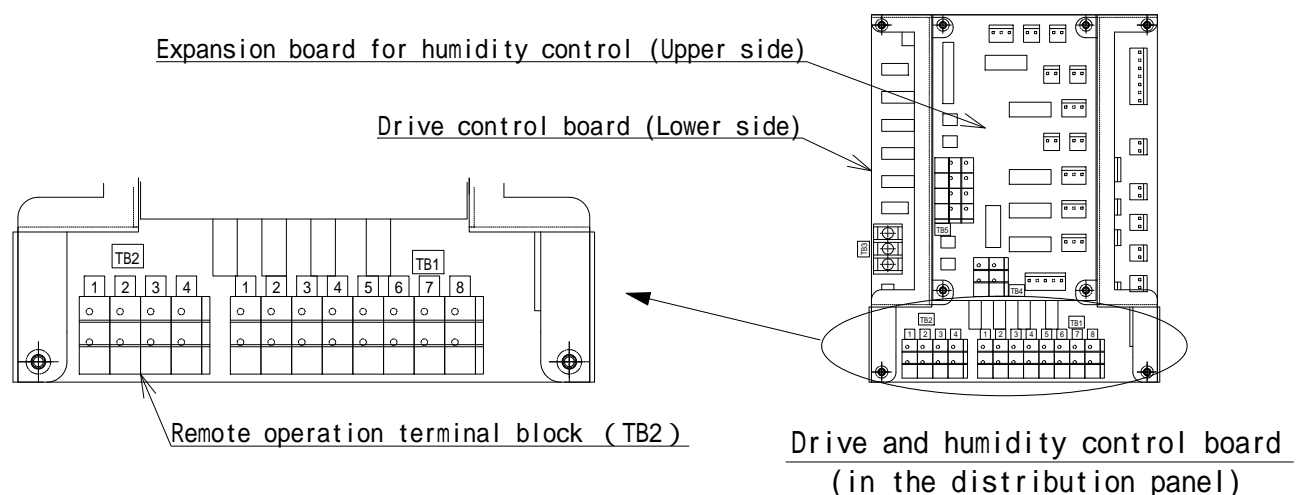 Expansion board for humidity control (Upper side)
Drive control board (Lower side)
TB5
TB3
TB4
TB2
TB1
1 2 3 4 1 2 3 4 5 6 7 8
TB2
TB1
1 2 3 4 1 2 3 4 5 6 7 8
Remote operation terminal block (TB2)
Drive and humidity control board
(in the distribution panel)